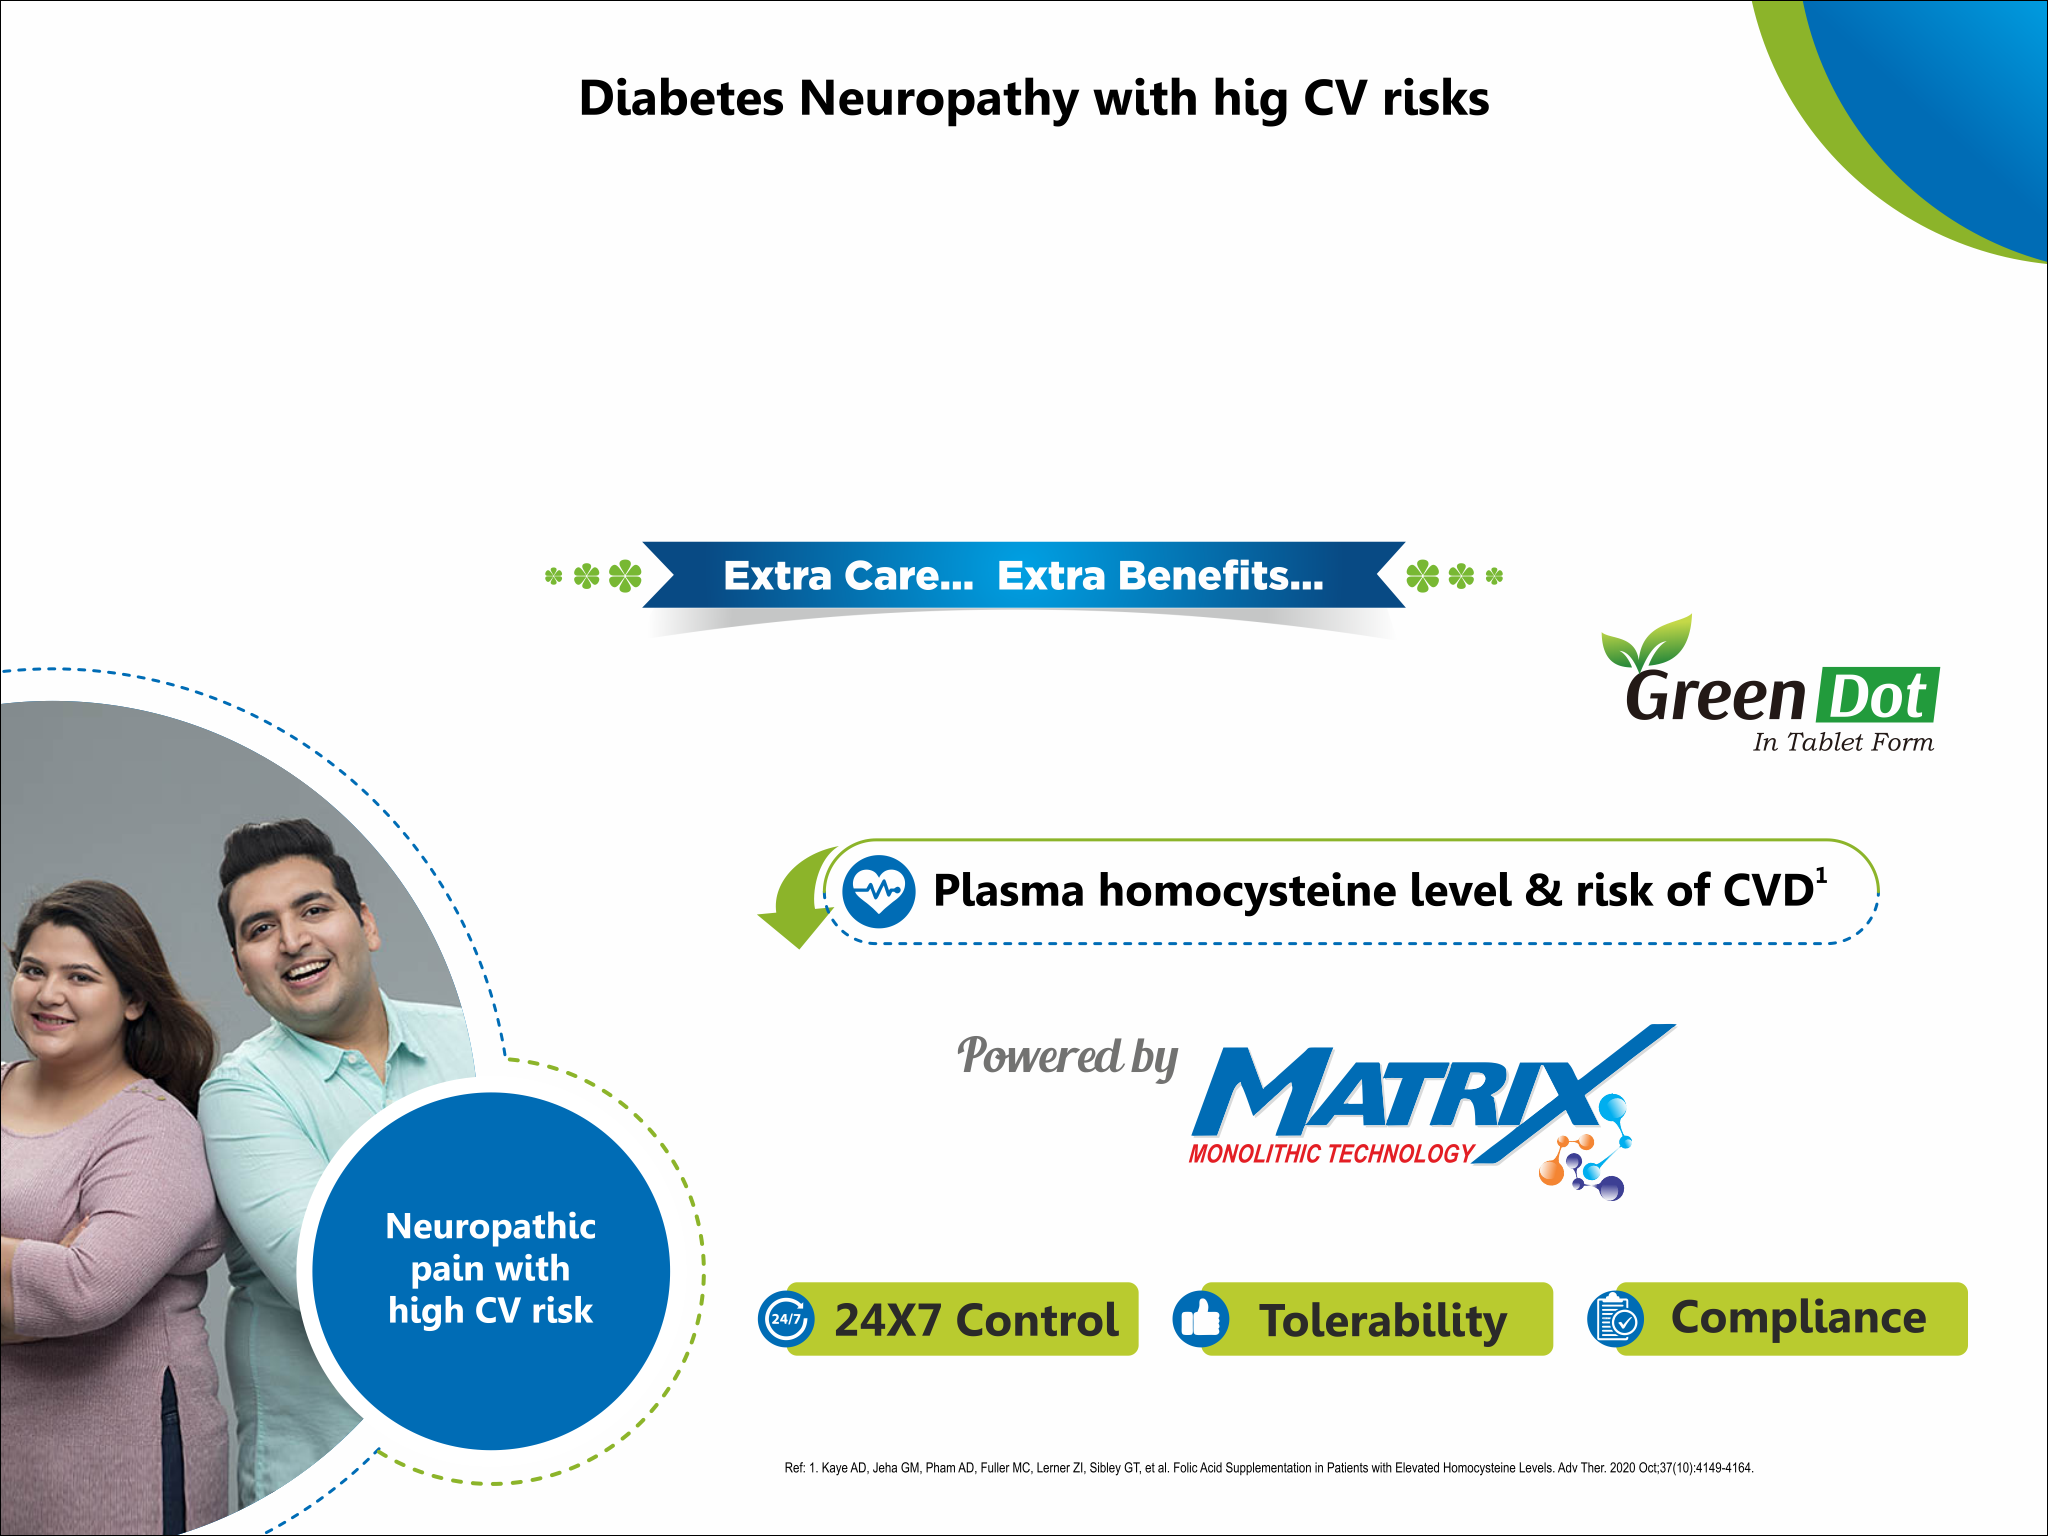 Diabetes Neuropathy with hig CV risks
Extra Care... Extra Benefits...
Green Dot
In Tablet Form
Plasma homocysteine level & risk of CVD¹
Powered by MATRIX
MONOLITHIC TECHNOLOGY
Neuropathic
pain with
high CV risk
24/7 24X7 Control
Tolerability
Compliance
Ref: 1. Kaye AD, Jeha GM, Pham AD, Fuller MC, Lerner ZI, Sibley GT, et al. Folic Acid Supplementation in Patients with Elevated Homocysteine Levels. Adv Ther. 2020 Oct;37(10):4149-4164.